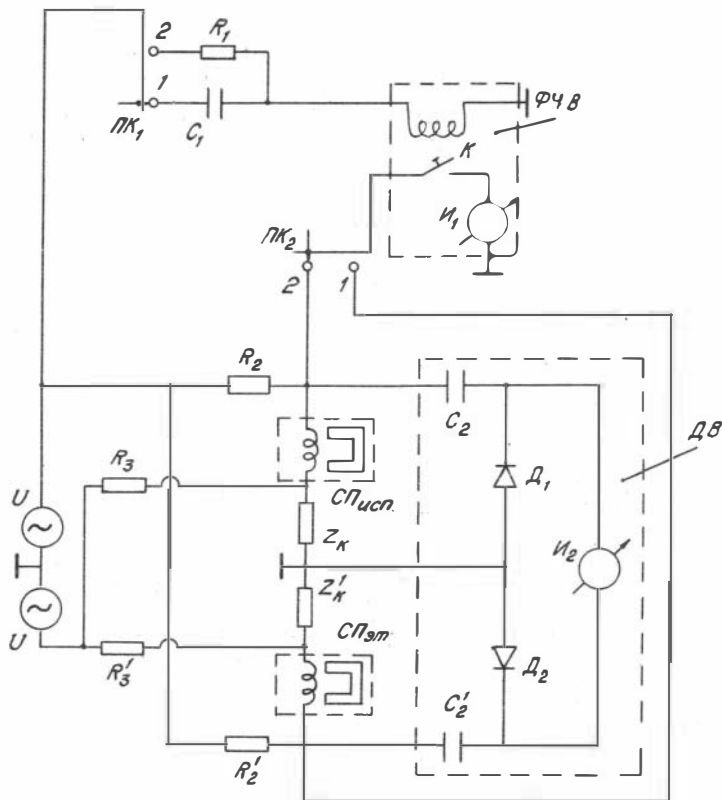 2
R₁
1
ПК₁
C₁
ФЧВ
К
И₁
ПК₂
2
1
R₂
C₂
ДВ
R₃
СПисп.
Д₁
U
Zк
И₂
Z'к
U
R'₃
СПэт
Д₂
C'₂
R'₂